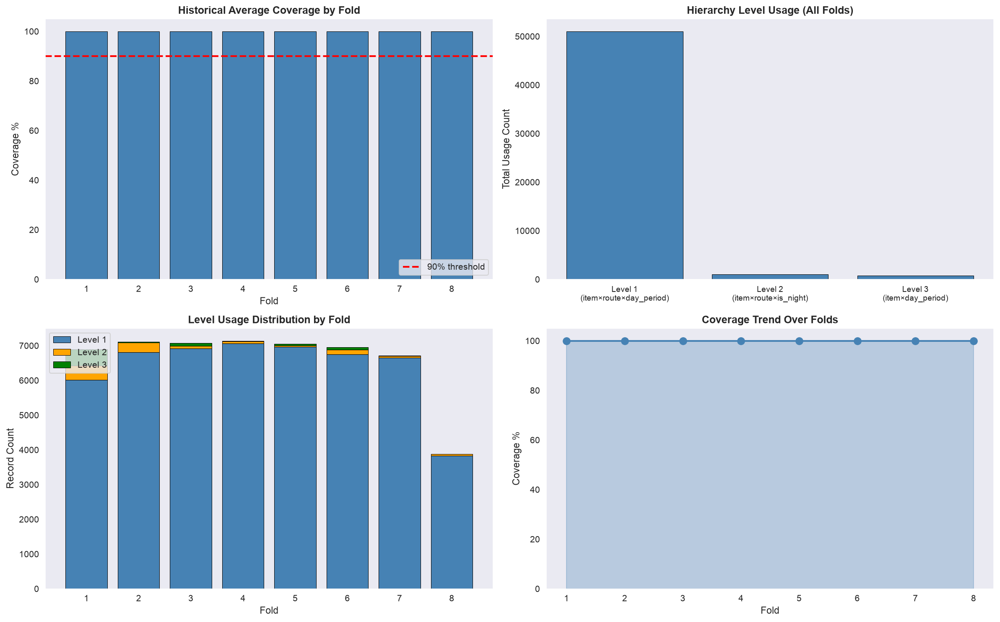 Historical Average Coverage by Fold
Coverage %
100
80
60
40
20
0
1 2 3 4 5 6 7 8
Fold
90% threshold
Hierarchy Level Usage (All Folds)
Total Usage Count
50000
40000
30000
20000
10000
0
Level 1 Level 2 Level 3
(item×route×day_period) (item×route×is_night) (item×day_period)
Level Usage Distribution by Fold
Record Count
7000
6000
5000
4000
3000
2000
1000
0
Level 1
Level 2
Level 3
1 2 3 4 5 6 7 8
Fold
Coverage Trend Over Folds
Coverage %
100
80
60
40
20
0
1 2 3 4 5 6 7 8
Fold